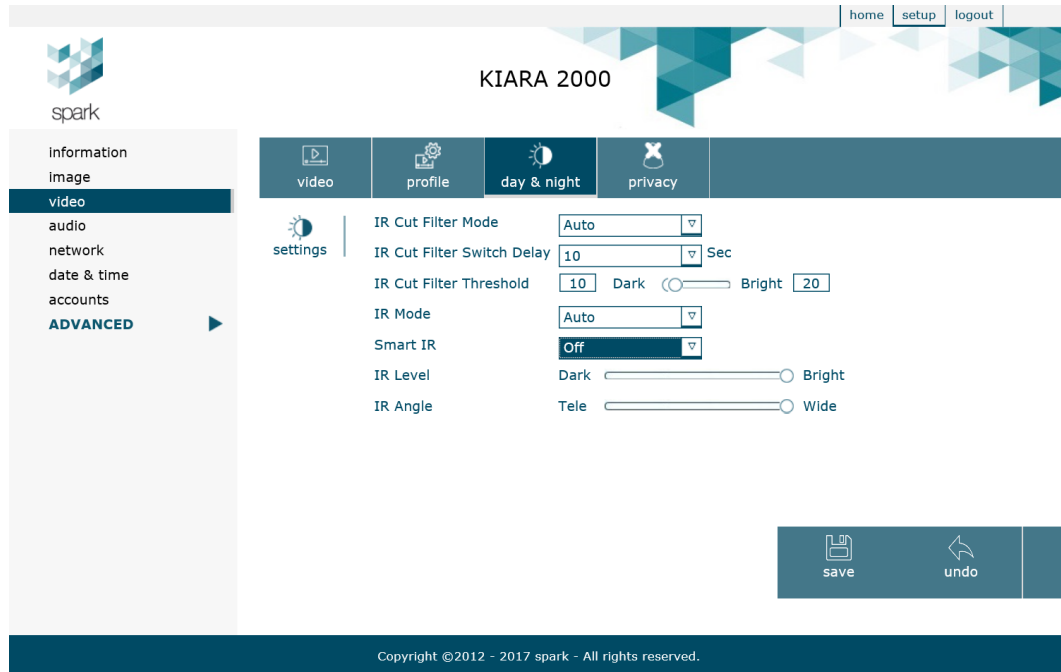 home setup logout
spark
KIARA 2000
information
image
video
audio
network
date & time
accounts
ADVANCED
video profile day & night privacy
settings
IR Cut Filter Mode Auto
IR Cut Filter Switch Delay 10 Sec
IR Cut Filter Threshold 10 Dark Bright 20
IR Mode Auto
Smart IR Off
IR Level Dark Bright
IR Angle Tele Wide
save undo
Copyright ©2012 - 2017 spark - All rights reserved.